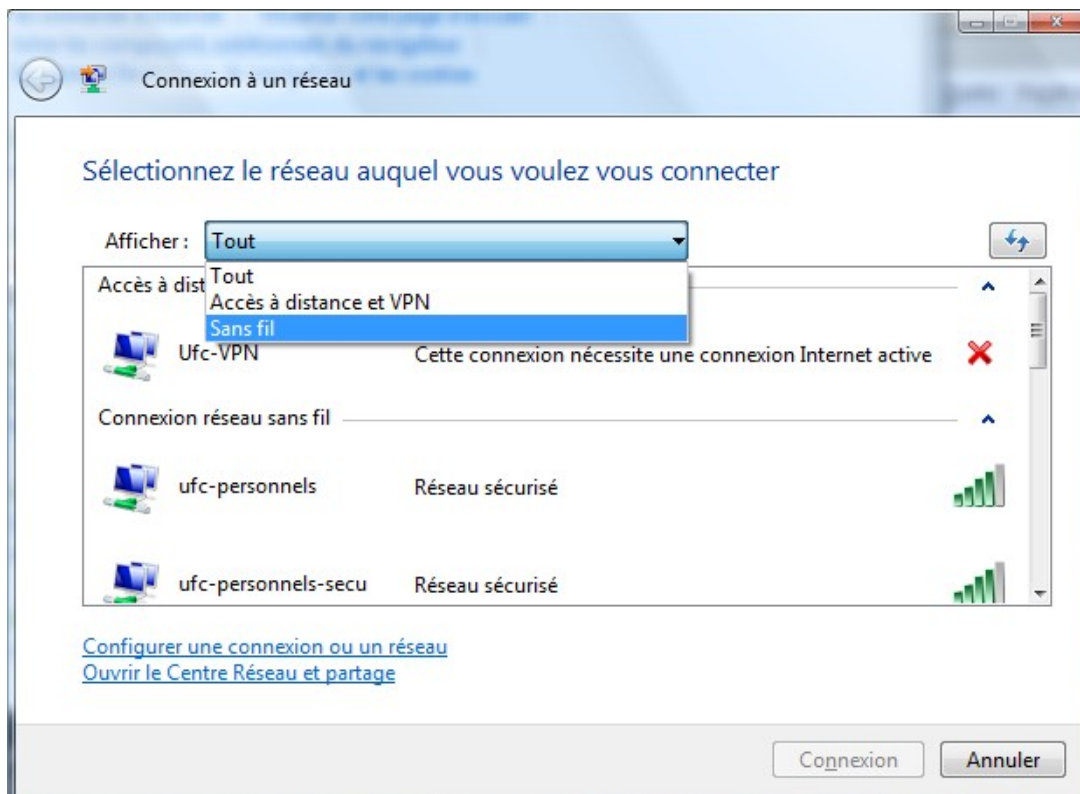 Connexion à un réseau
Sélectionnez le réseau auquel vous voulez vous connecter
Afficher : Tout
Tout
Accès à dist
Accès à distance et VPN
Sans fil
Ufc-VPN Cette connexion nécessite une connexion Internet active
Connexion réseau sans fil
ufc-personnels Réseau sécurisé
ufc-personnels-secu Réseau sécurisé
Configurer une connexion ou un réseau
Ouvrir le Centre Réseau et partage
Connexion Annuler